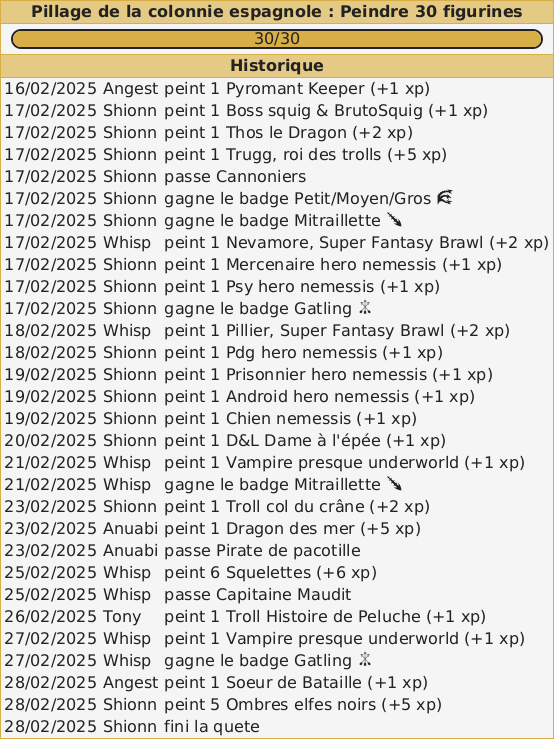 Pillage de la colonnie espagnole : Peindre 30 figurines
30/30
Historique
16/02/2025 Angest peint 1 Pyromant Keeper (+1 xp)
17/02/2025 Shionn peint 1 Boss squig & BrutoSquig (+1 xp)
17/02/2025 Shionn peint 1 Thos le Dragon (+2 xp)
17/02/2025 Shionn peint 1 Trugg, roi des trolls (+5 xp)
17/02/2025 Shionn passe Cannoniers
17/02/2025 Shionn gagne le badge Petit/Moyen/Gros
17/02/2025 Shionn gagne le badge Mitraillette
17/02/2025 Whisp peint 1 Nevamore, Super Fantasy Brawl (+2 xp)
17/02/2025 Shionn peint 1 Mercenaire hero nemessis (+1 xp)
17/02/2025 Shionn peint 1 Psy hero nemessis (+1 xp)
17/02/2025 Shionn gagne le badge Gatling
18/02/2025 Whisp peint 1 Pillier, Super Fantasy Brawl (+2 xp)
18/02/2025 Shionn peint 1 Pdg hero nemessis (+1 xp)
19/02/2025 Shionn peint 1 Prisonnier hero nemessis (+1 xp)
19/02/2025 Shionn peint 1 Android hero nemessis (+1 xp)
19/02/2025 Shionn peint 1 Chien nemessis (+1 xp)
20/02/2025 Shionn peint 1 D&L Dame à l'épée (+1 xp)
21/02/2025 Whisp peint 1 Vampire presque underworld (+1 xp)
21/02/2025 Whisp gagne le badge Mitraillette
23/02/2025 Shionn peint 1 Troll col du crâne (+2 xp)
23/02/2025 Anuabi peint 1 Dragon des mer (+5 xp)
23/02/2025 Anuabi passe Pirate de pacotille
25/02/2025 Whisp peint 6 Squelettes (+6 xp)
25/02/2025 Whisp passe Capitaine Maudit
26/02/2025 Tony peint 1 Troll Histoire de Peluche (+1 xp)
27/02/2025 Whisp peint 1 Vampire presque underworld (+1 xp)
27/02/2025 Whisp gagne le badge Gatling
28/02/2025 Angest peint 1 Soeur de Bataille (+1 xp)
28/02/2025 Shionn peint 5 Ombres elfes noirs (+5 xp)
28/02/2025 Shionn fini la quete